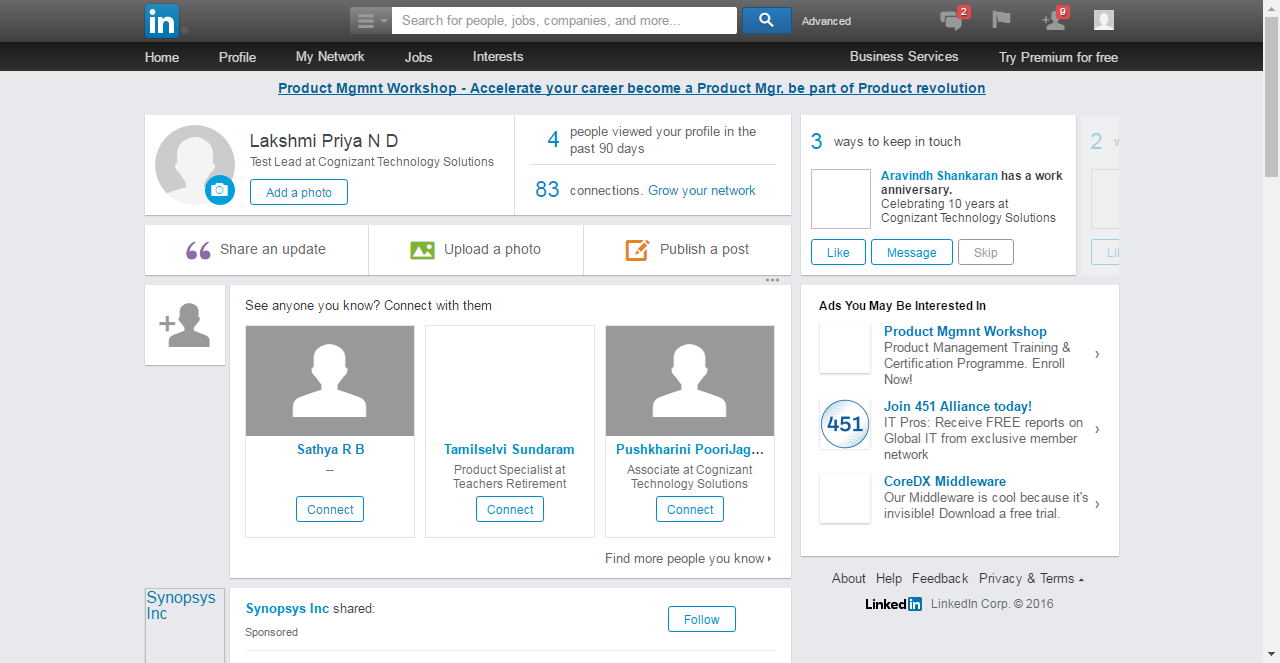 in
Search for people, jobs, companies, and more...
Advanced
2
9
Home
Profile
My Network
Jobs
Interests
Business Services
Try Premium for free
Product Mgmnt Workshop - Accelerate your career become a Product Mgr, be part of Product revolution
Lakshmi Priya N D
Test Lead at Cognizant Technology Solutions
Add a photo
4 people viewed your profile in the
past 90 days
83 connections. Grow your network
3 ways to keep in touch
2
Aravindh Shankaran has a work
anniversary.
Celebrating 10 years at
Cognizant Technology Solutions
Like
Message
Skip
Share an update
Upload a photo
Publish a post
See anyone you know? Connect with them
Sathya R B
--
Connect
Tamilselvi Sundaram
Product Specialist at
Teachers Retirement
Connect
Pushkharini PooriJag...
Associate at Cognizant
Technology Solutions
Connect
Find more people you know
Ads You May Be Interested In
Product Mgmnt Workshop
Product Management Training &
Certification Programme. Enroll
Now!
451
Join 451 Alliance today!
IT Pros: Receive FREE reports on
Global IT from exclusive member
network
CoreDX Middleware
Our Middleware is cool because it's
invisible! Download a free trial.
About Help Feedback Privacy & Terms
Linked in LinkedIn Corp. © 2016
Synopsys
Inc
Synopsys Inc shared:
Sponsored
Follow